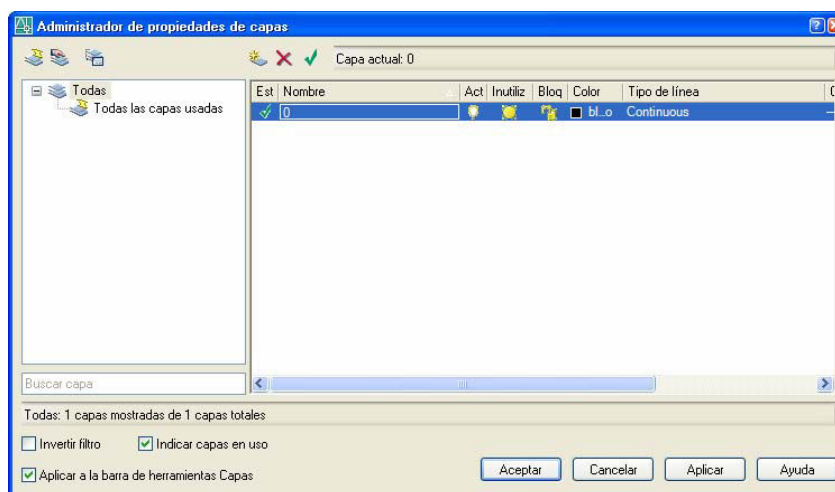 Administrador de propiedades de capas
Capa actual: 0
Todas
Todas las capas usadas
Est Nombre Act Inutiliz Bloq Color Tipo de línea
0 bl...o Continuous
Buscar capa
Todas: 1 capas mostradas de 1 capas totales
Invertir filtro Indicar capas en uso
Aplicar a la barra de herramientas Capas
Aceptar Cancelar Aplicar Ayuda